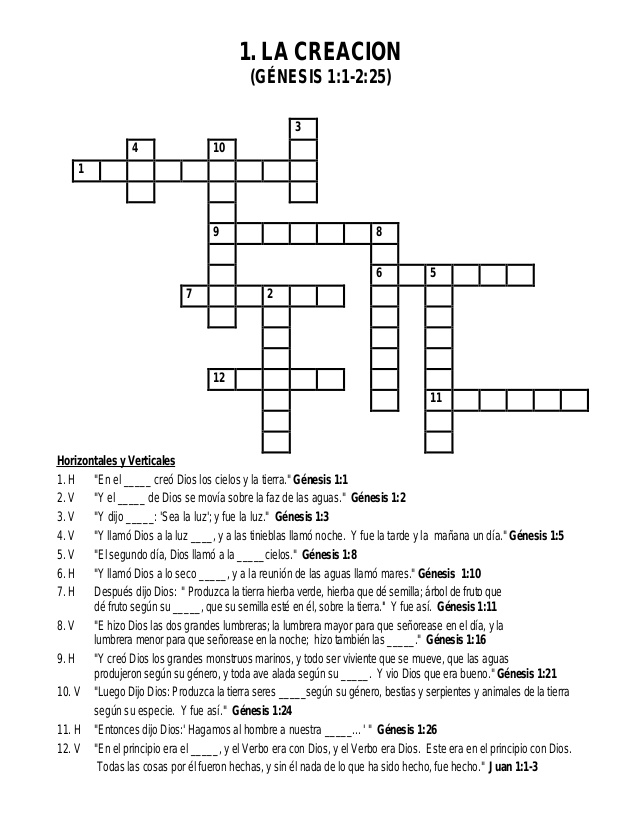 1. LA CREACION
(GÉNESIS 1:1-2:25)
3
4 10
1
9 8
6 5
7 2
12
11
Horizontales y Verticales
1. H "En el _____ creó Dios los cielos y la tierra." Génesis 1:1
2. V "Y el _____ de Dios se movía sobre la faz de las aguas." Génesis 1:2
3. V "Y dijo _____: 'Sea la luz'; y fue la luz." Génesis 1:3
4. V "Y llamó Dios a la luz ____, y a las tinieblas llamó noche. Y fue la tarde y la mañana un día." Génesis 1:5
5. V "El segundo día, Dios llamó a la _____cielos." Génesis 1:8
6. H "Y llamó Dios a lo seco _____, y a la reunión de las aguas llamó mares." Génesis 1:10
7. H Después dijo Dios: " Produzca la tierra hierba verde, hierba que dé semilla; árbol de fruto que
dé fruto según su _____, que su semilla esté en él, sobre la tierra." Y fue así. Génesis 1:11
8. V "E hizo Dios las dos grandes lumbreras; la lumbrera mayor para que señorease en el día, y la
lumbrera menor para que señorease en la noche; hizo también las _____." Génesis 1:16
9. H "Y creó Dios los grandes monstruos marinos, y todo ser viviente que se mueve, que las aguas
produjeron según su género, y toda ave alada según su _____. Y vio Dios que era bueno." Génesis 1:21
10. V "Luego Dijo Dios: Produzca la tierra seres _____según su género, bestias y serpientes y animales de la tierra
según su especie. Y fue así." Génesis 1:24
11. H "Entonces dijo Dios:' Hagamos al hombre a nuestra _____... ' " Génesis 1:26
12. V "En el principio era el _____, y el Verbo era con Dios, y el Verbo era Dios. Este era en el principio con Dios.
Todas las cosas por él fueron hechas, y sin él nada de lo que ha sido hecho, fue hecho." Juan 1:1-3